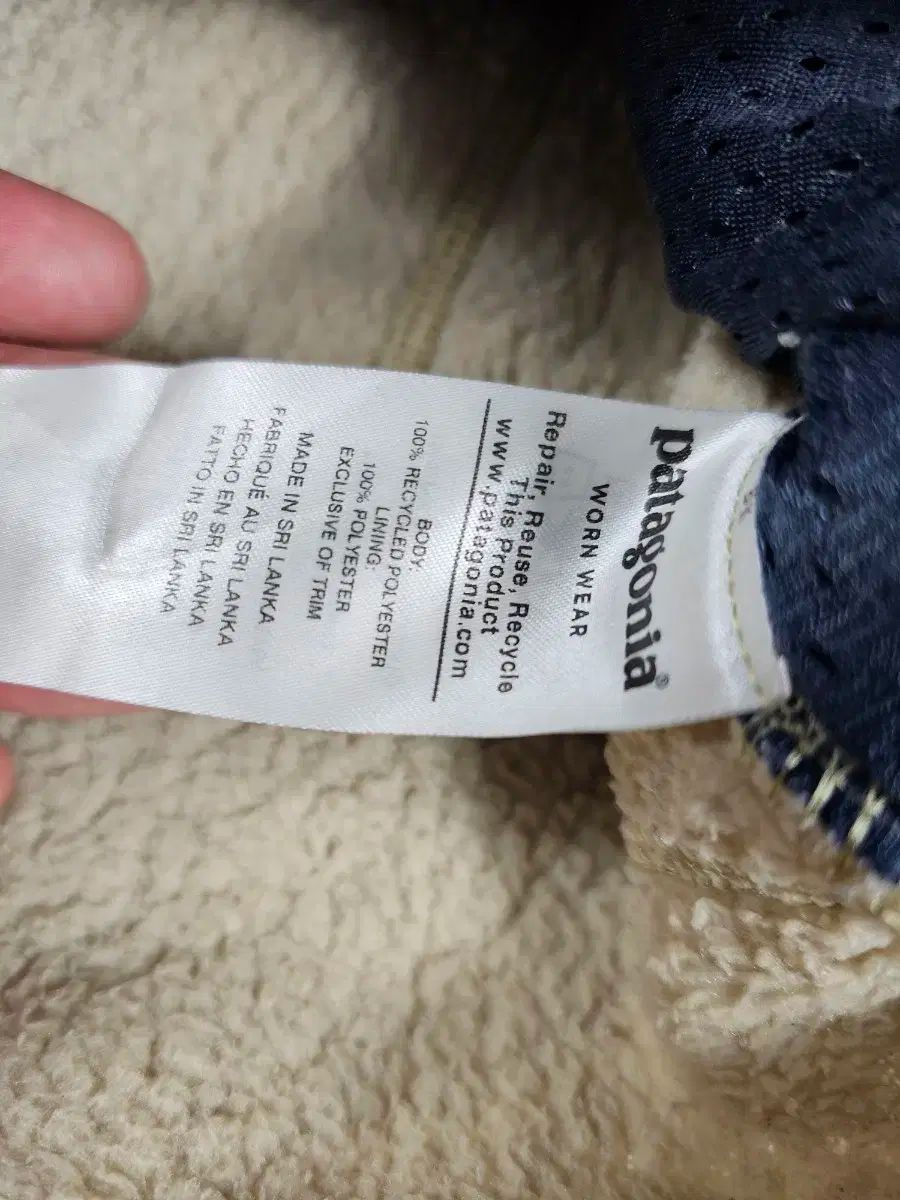 patagonia®
WORN WEAR
Repair, Reuse, Recycle
This Product
www.patagonia.com
BODY:
100% RECYCLED POLYESTER
LINING:
100% POLYESTER
EXCLUSIVE OF TRIM
MADE IN SRI LANKA
FABRIQUÉ AU SRI LANKA
HECHO EN SRI LANKA
FATTO IN SRI LANKA